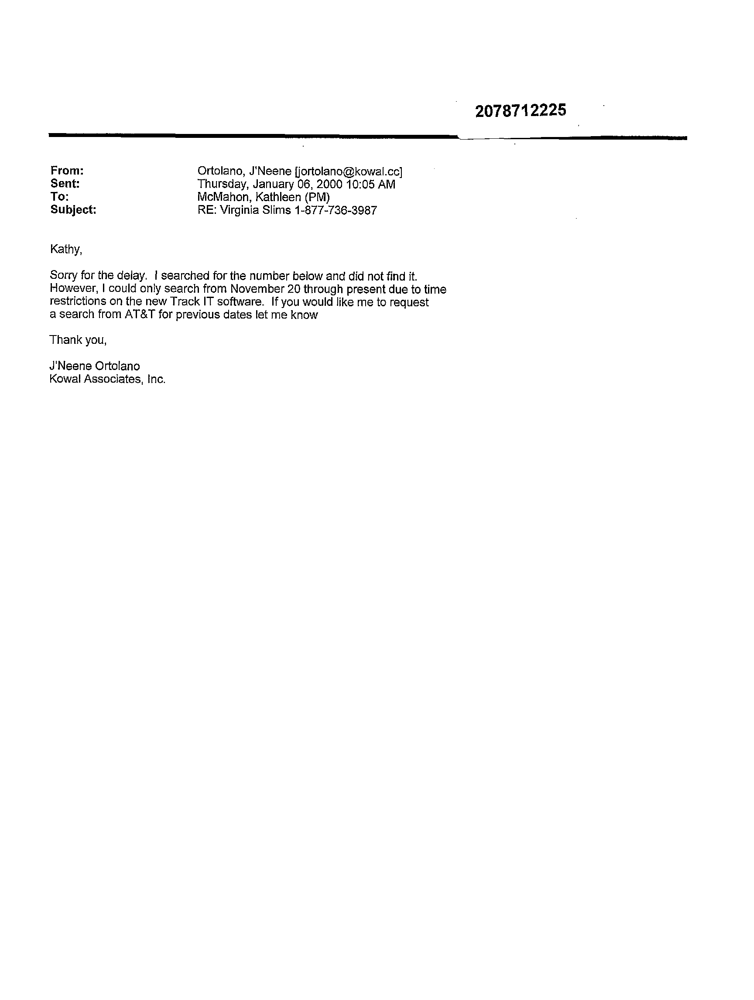 2078712225
From: Ortolano, J'Neene [jortolano@kowal.cc]
Sent: Thursday, January 06, 2000 10:05 AM
To: McMahon, Kathleen (PM)
Subject: RE: Virginia Slims 1-877-736-3987
Kathy,
Sorry for the delay. I searched for the number below and did not find it.
However, I could only search from November 20 through present due to time
restrictions on the new Track IT software. If you would like me to request
a search from AT&T for previous dates let me know
Thank you,
J'Neene Ortolano
Kowal Associates, Inc.